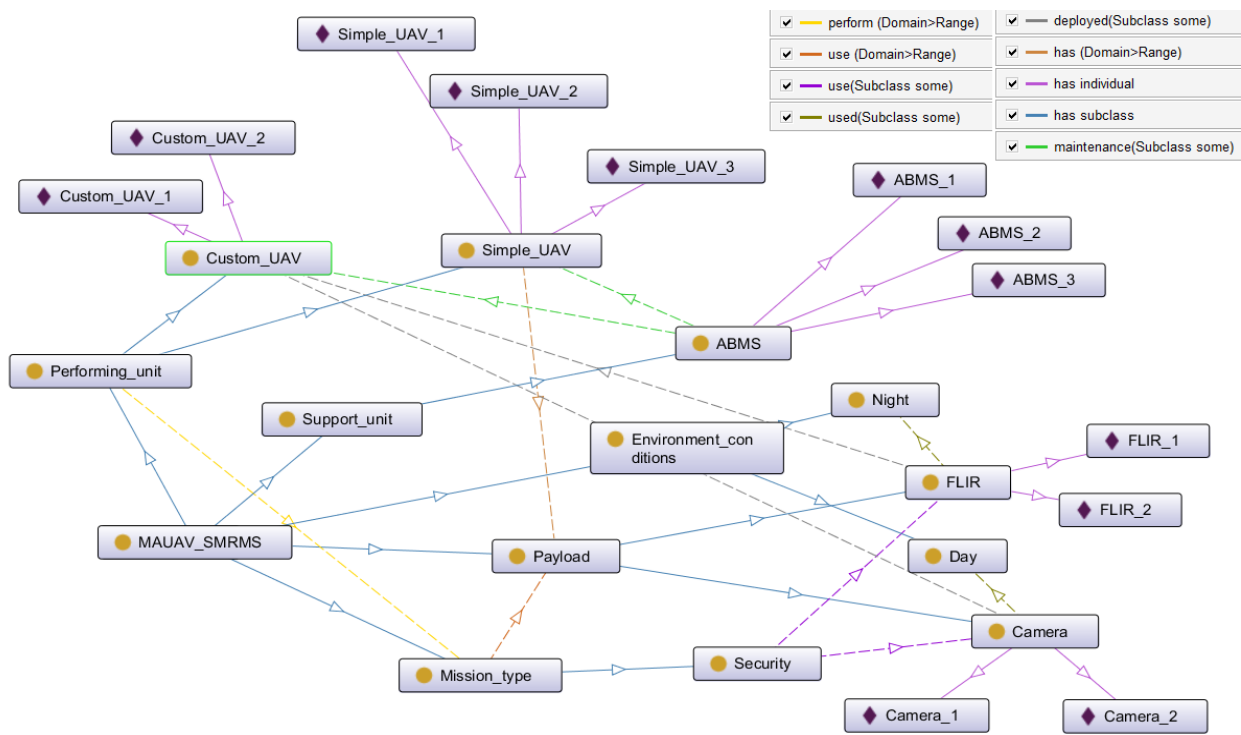 Simple_UAV_1
perform (Domain>Range)
deployed(Subclass some)
use (Domain>Range)
has (Domain>Range)
use(Subclass some)
has individual
used(Subclass some)
has subclass
maintenance(Subclass some)
Simple_UAV_2
Custom_UAV_2
Simple_UAV_3
ABMS_1
Custom_UAV_1
ABMS_2
Custom_UAV
Simple_UAV
ABMS_3
ABMS
Performing_unit
Night
Support_unit
Environment_con
ditions
FLIR_1
FLIR
FLIR_2
MAUAV_SMRMS
Payload
Day
Camera
Security
Mission_type
Camera_1
Camera_2